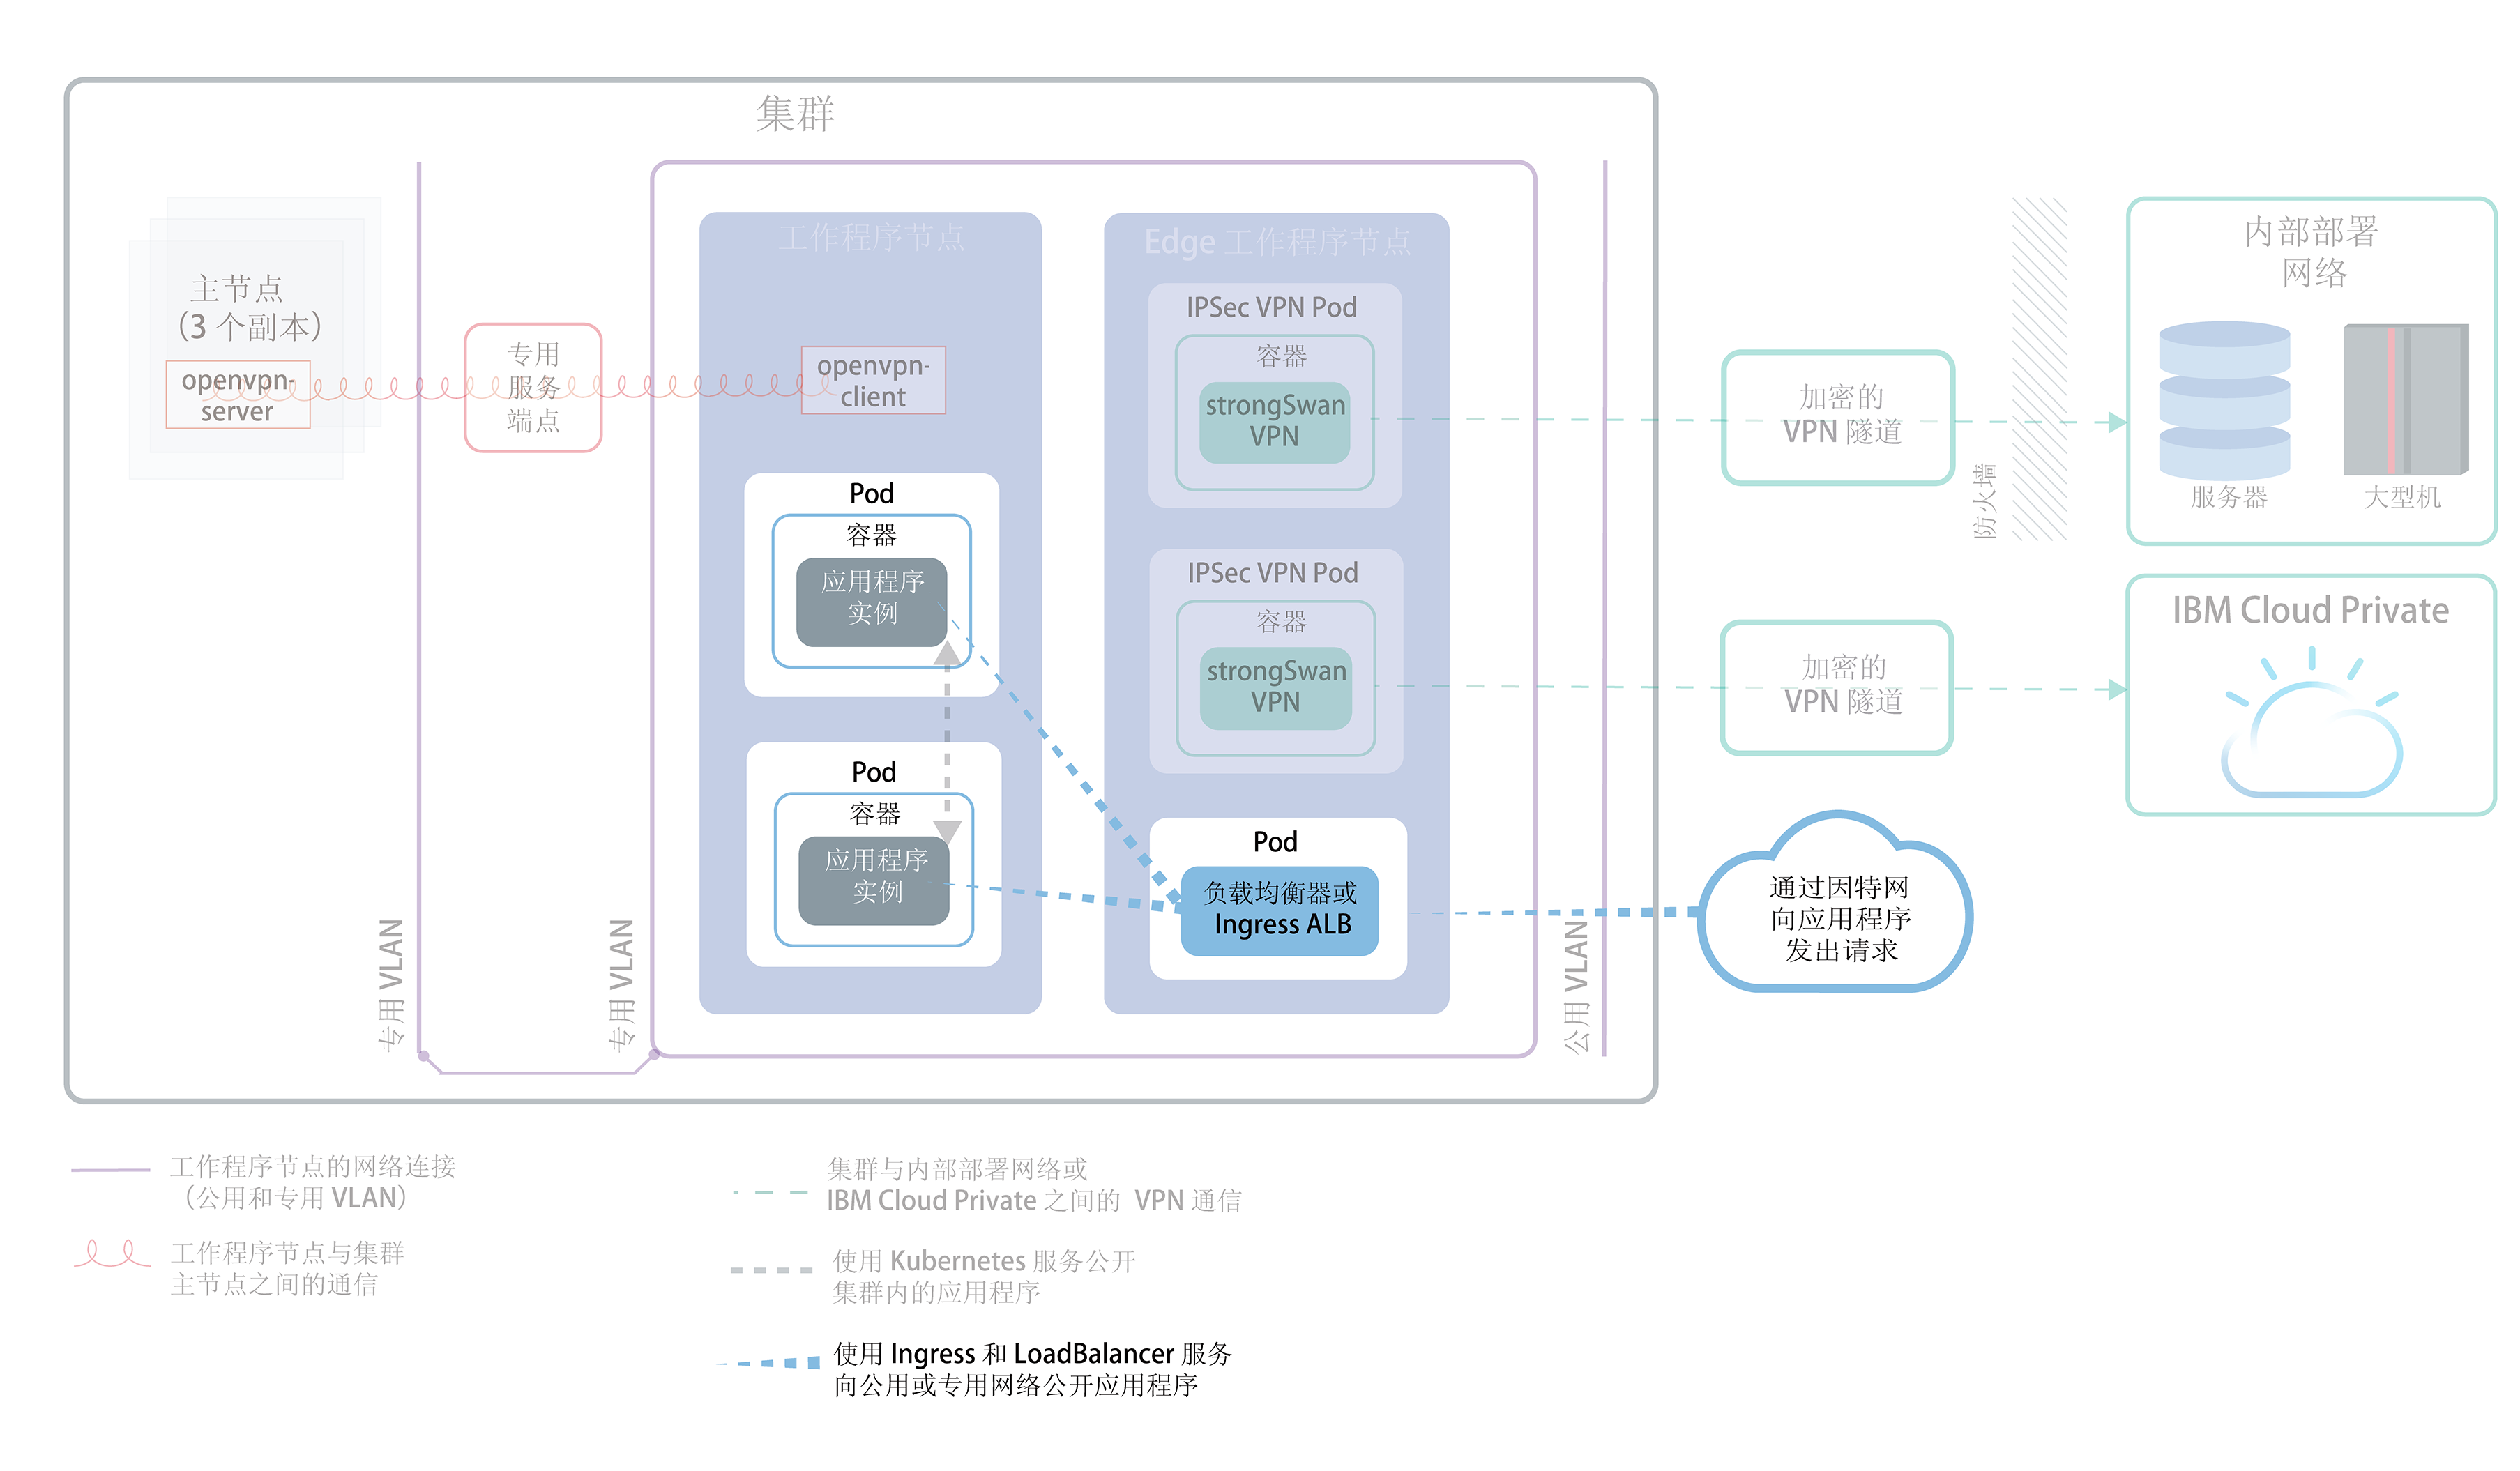 集群
主节点
（3 个副本）
openvpn-
server
专用
服务
端点
专用 VLAN
专用 VLAN
工作程序节点
openvpn-
client
Pod
容器
应用程序
实例
Pod
容器
应用程序
实例
Edge 工作程序节点
IPSec VPN Pod
容器
strongSwan
VPN
IPSec VPN Pod
容器
strongSwan
VPN
Pod
负载均衡器或
Ingress ALB
公用 VLAN
加密的
VPN 隧道
加密的
VPN 隧道
防火墙
内部部署
网络
服务器
大型机
IBM Cloud Private
通过因特网
向应用程序
发出请求
工作程序节点的网络连接
（公用和专用 VLAN）
工作程序节点与集群
主节点之间的通信
集群与内部部署网络或
IBM Cloud Private 之间的 VPN 通信
使用 Kubernetes 服务公开
集群内的应用程序
使用 Ingress 和 LoadBalancer 服务
向公用或专用网络公开应用程序